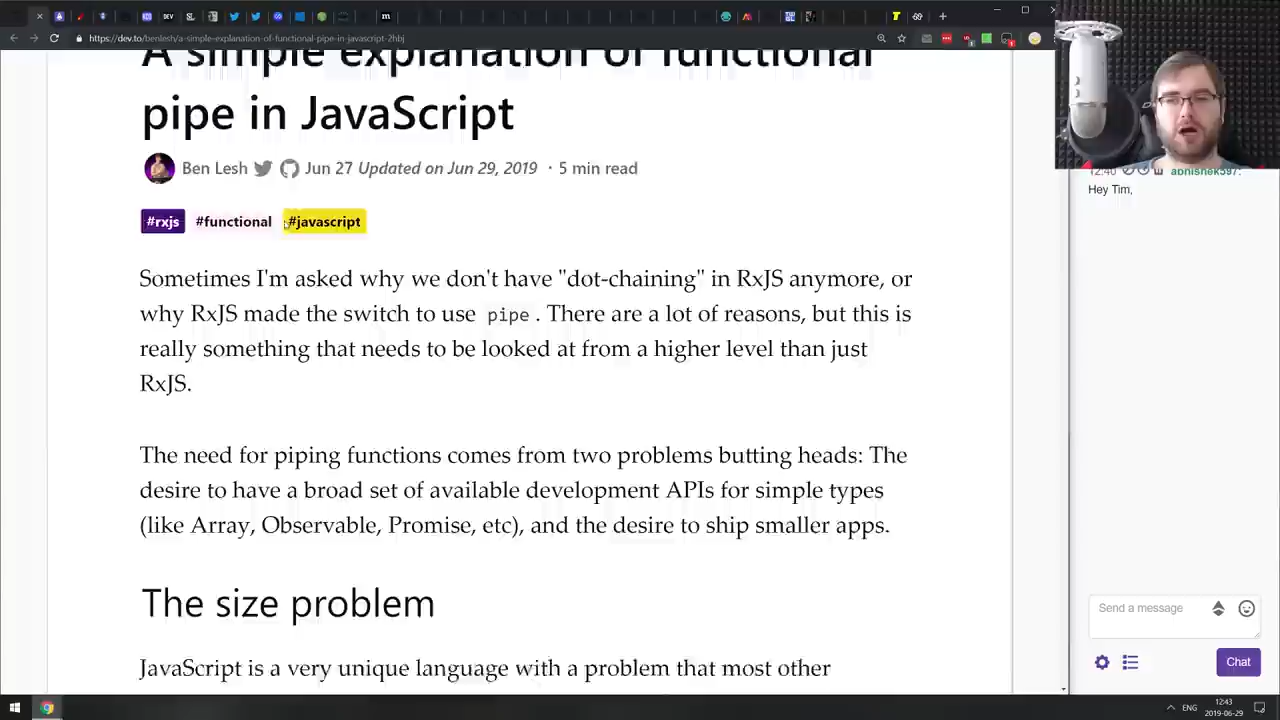 https://dev.to/benlesh/a-simple-explanation-of-functional-pipe-in-javascript-2hbj
A simple explanation of functional
pipe in JavaScript
Ben Lesh Jun 27 Updated on Jun 29, 2019 · 5 min read
#rxjs #functional #javascript
Sometimes I'm asked why we don't have "dot-chaining" in RxJS anymore, or
why RxJS made the switch to use pipe. There are a lot of reasons, but this is
really something that needs to be looked at from a higher level than just
RxJS.
The need for piping functions comes from two problems butting heads: The
desire to have a broad set of available development APIs for simple types
(like Array, Observable, Promise, etc), and the desire to ship smaller apps.
The size problem
JavaScript is a very unique language with a problem that most other
12:40 abhishek597:
Hey Tim,
Send a message
Chat
ENG
12:43
2019-06-29